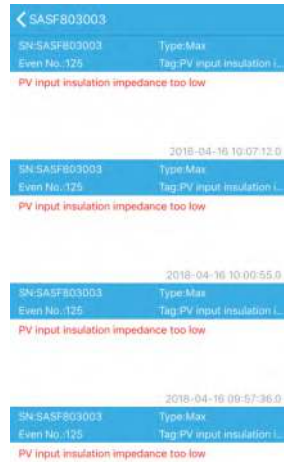 SASF803003
SN:SASF803003 Type:Max
Even No.:125 Tag:PV input insulation i...
PV input insulation impedance too low
2018-04-16 10:07:12.0
SN:SASF803003 Type:Max
Even No.:125 Tag:PV input insulation i...
PV input insulation impedance too low
2018-04-16 10:00:55.0
SN:SASF803003 Type:Max
Even No.:125 Tag:PV input insulation i...
PV input insulation impedance too low
2018-04-16 09:57:36.0
SN:SASF803003 Type:Max
Even No.:125 Tag:PV input insulation i...
PV input insulation impedance too low